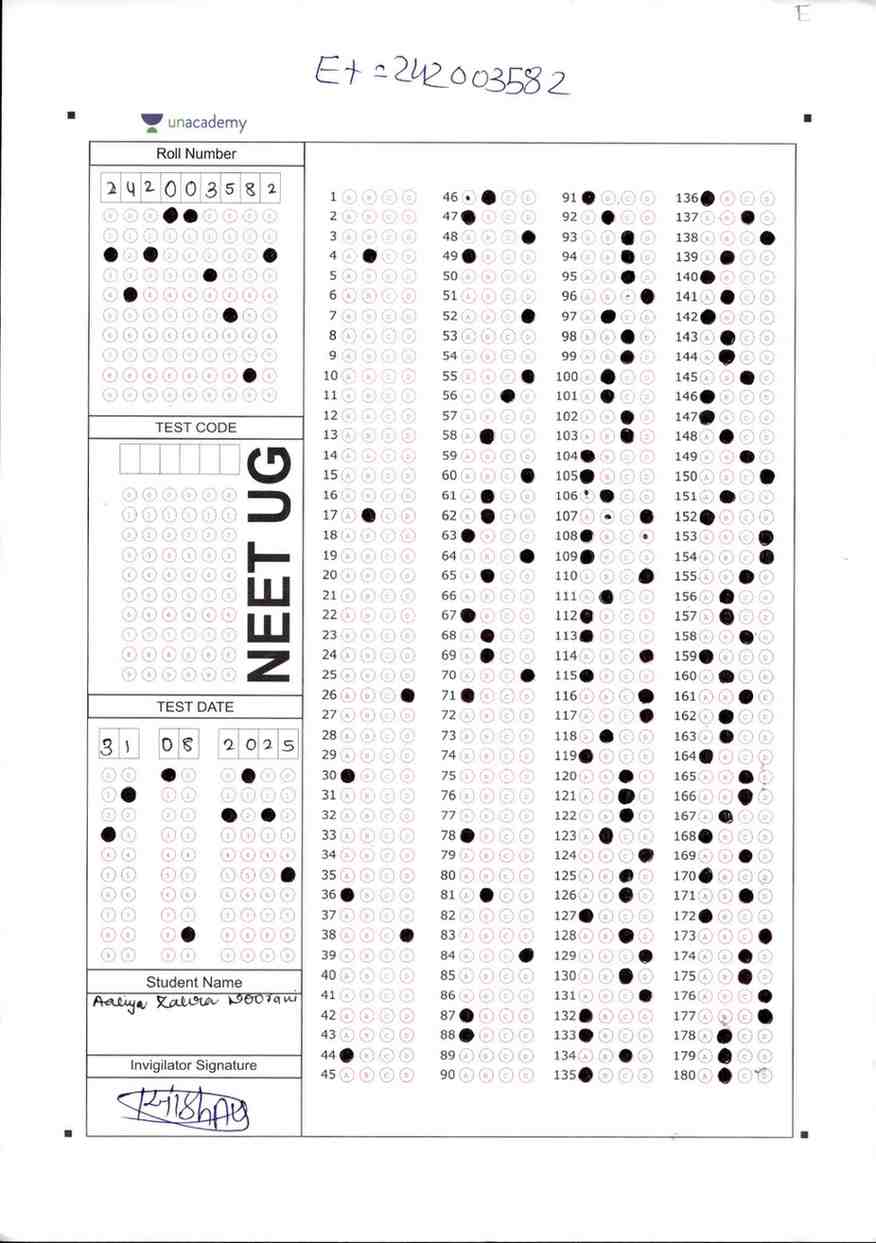 E
Et = 242003582
unacademy
Roll Number
2 4 2 0 0 3 5 8 2
TEST CODE
NEET UG
TEST DATE
31 08 2025
Student Name
Aaliya Zahra Noorani
Invigilator Signature
1 46 91 136
2 47 92 137
3 48 93 138
4 49 94 139
5 50 95 140
6 51 96 141
7 52 97 142
8 53 98 143
9 54 99 144
10 55 100 145
11 56 101 146
12 57 102 147
13 58 103 148
14 59 104 149
15 60 105 150
16 61 106 151
17 62 107 152
18 63 108 153
19 64 109 154
20 65 110 155
21 66 111 156
22 67 112 157
23 68 113 158
24 69 114 159
25 70 115 160
26 71 116 161
27 72 117 162
28 73 118 163
29 74 119 164
30 75 120 165
31 76 121 166
32 77 122 167
33 78 123 168
34 79 124 169
35 80 125 170
36 81 126 171
37 82 127 172
38 83 128 173
39 84 129 174
40 85 130 175
41 86 131 176
42 87 132 177
43 88 133 178
44 89 134 179
45 90 135 180